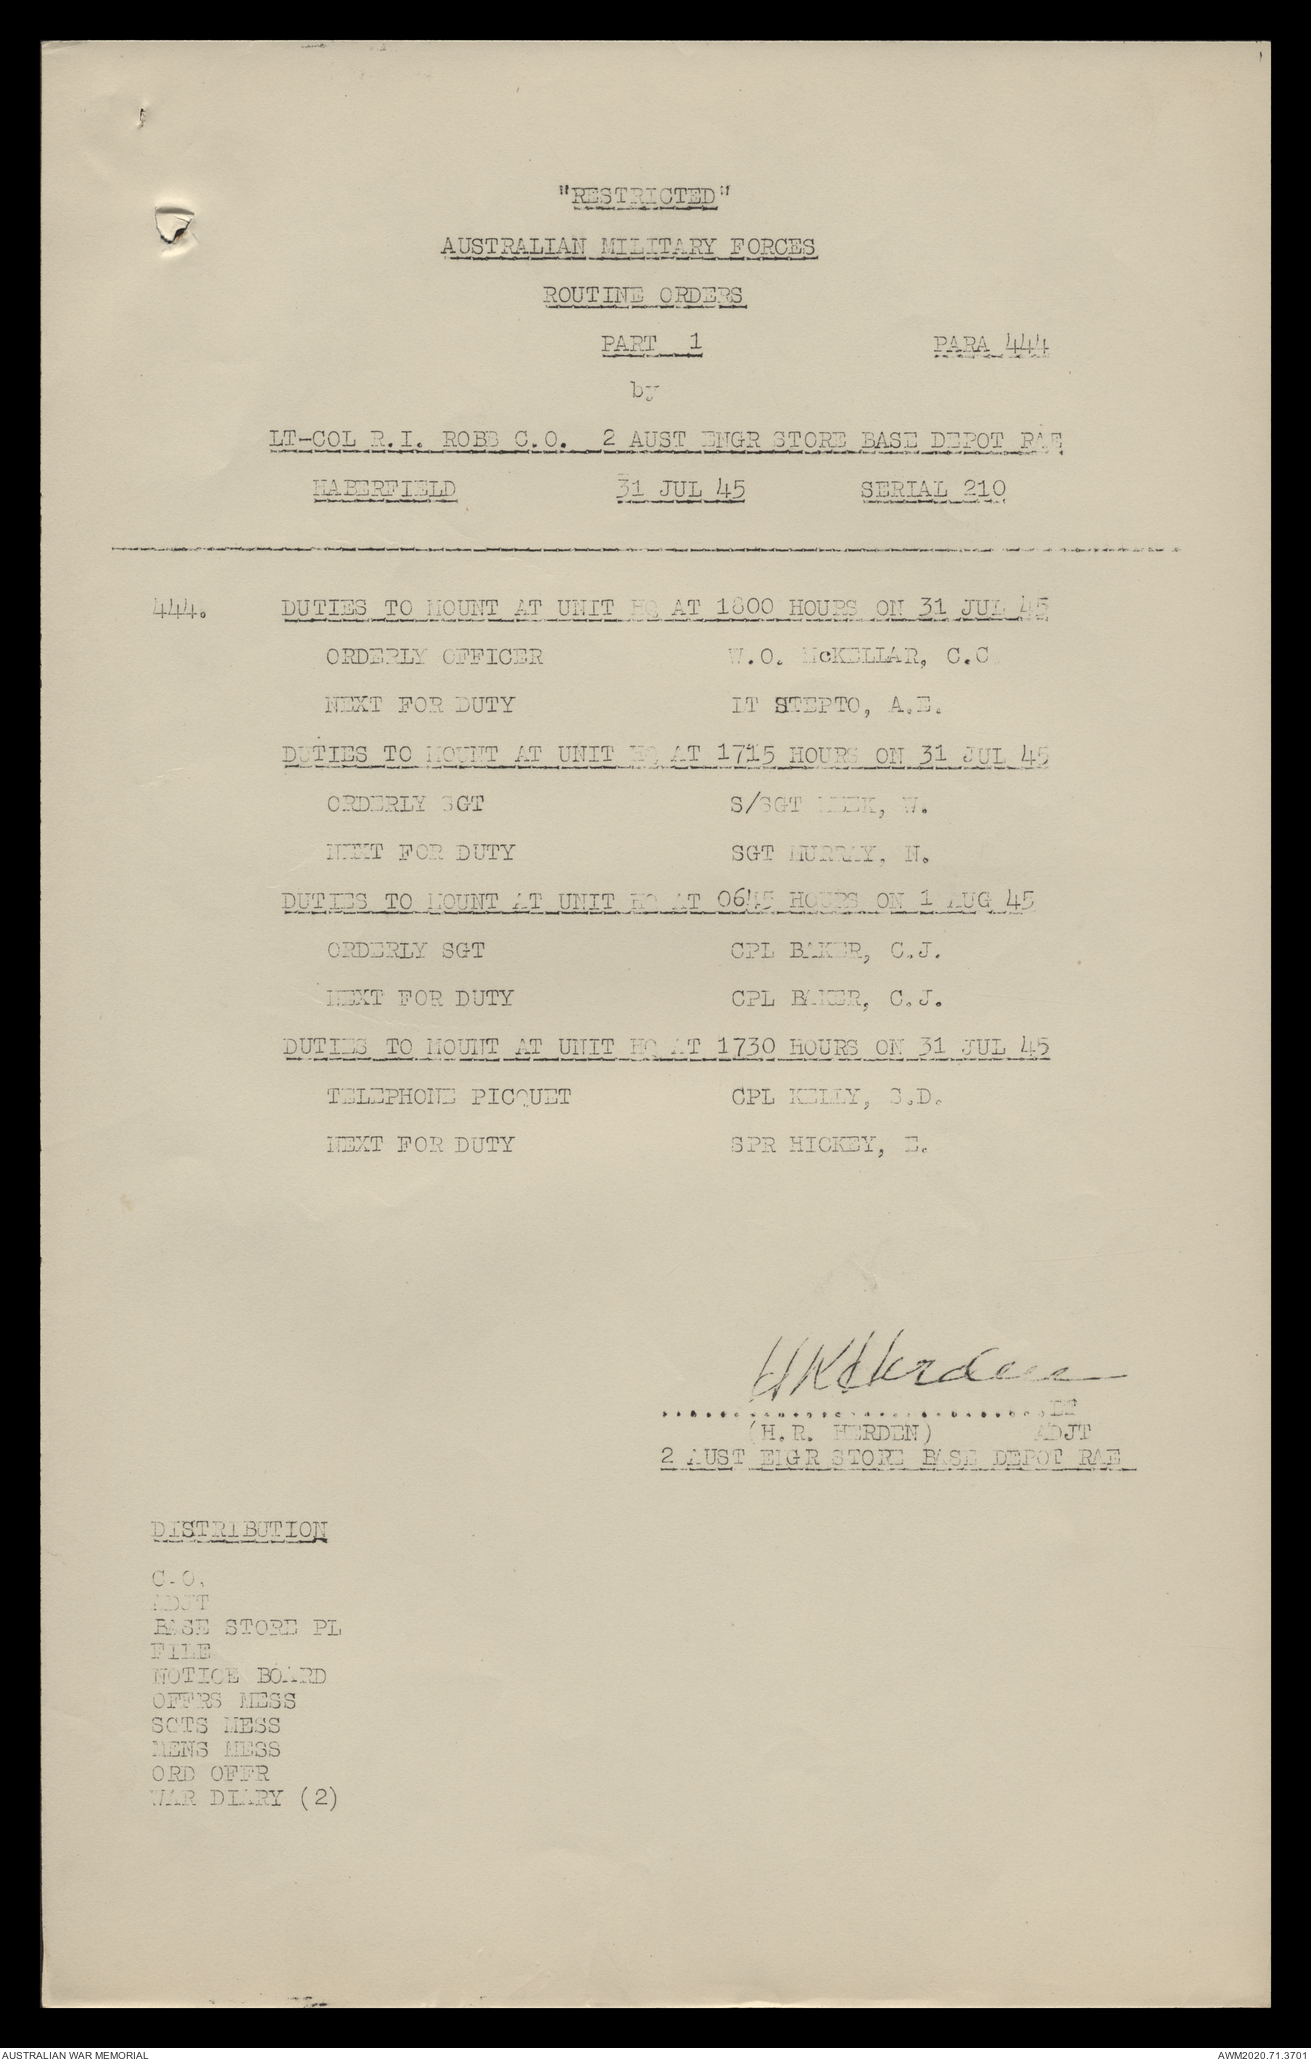 "RESTRICTED"
AUSTRALIAN MILITARY FORCES
ROUTINE ORDERS
PART 1 PARA 444
by
LT-COL R.I. ROBB C.O. 2 AUST ENGR STORE BASE DEPOT RAE
HABERFIELD 31 JUL 45 SERIAL 210
444. DUTIES TO MOUNT AT UNIT HQ AT 1800 HOURS ON 31 JUL 45
ORDERLY OFFICER W.O. McKELLAR, C.C
NEXT FOR DUTY LT STEPTO, A.E.
DUTIES TO MOUNT AT UNIT HQ AT 1715 HOURS ON 31 JUL 45
ORDERLY SGT S/SGT W.
NEXT FOR DUTY SGT MURRAY, N.
DUTIES TO MOUNT AT UNIT HQ AT 0645 HOURS ON 1 AUG 45
ORDERLY SGT CPL BAKER, C.J.
NEXT FOR DUTY CPL BAKER, C.J.
DUTIES TO MOUNT AT UNIT HQ AT 1730 HOURS ON 31 JUL 45
TELEPHONE PICQUET CPL KELLY, S.D.
NEXT FOR DUTY SPR HICKEY, E.
HRHerden
..............................LT
(H.R. HERDEN) ADJT
2 AUST ENGR STORE BASE DEPOT RAE
DISTRIBUTION
C.O.
ADJT
BASE STORE PL
FILE
NOTICE BOARD
OFFRS MESS
SGTS MESS
MENS MESS
ORD OFFR
WAR DIARY (2)
AUSTRALIAN WAR MEMORIAL AWM2020.71.3701